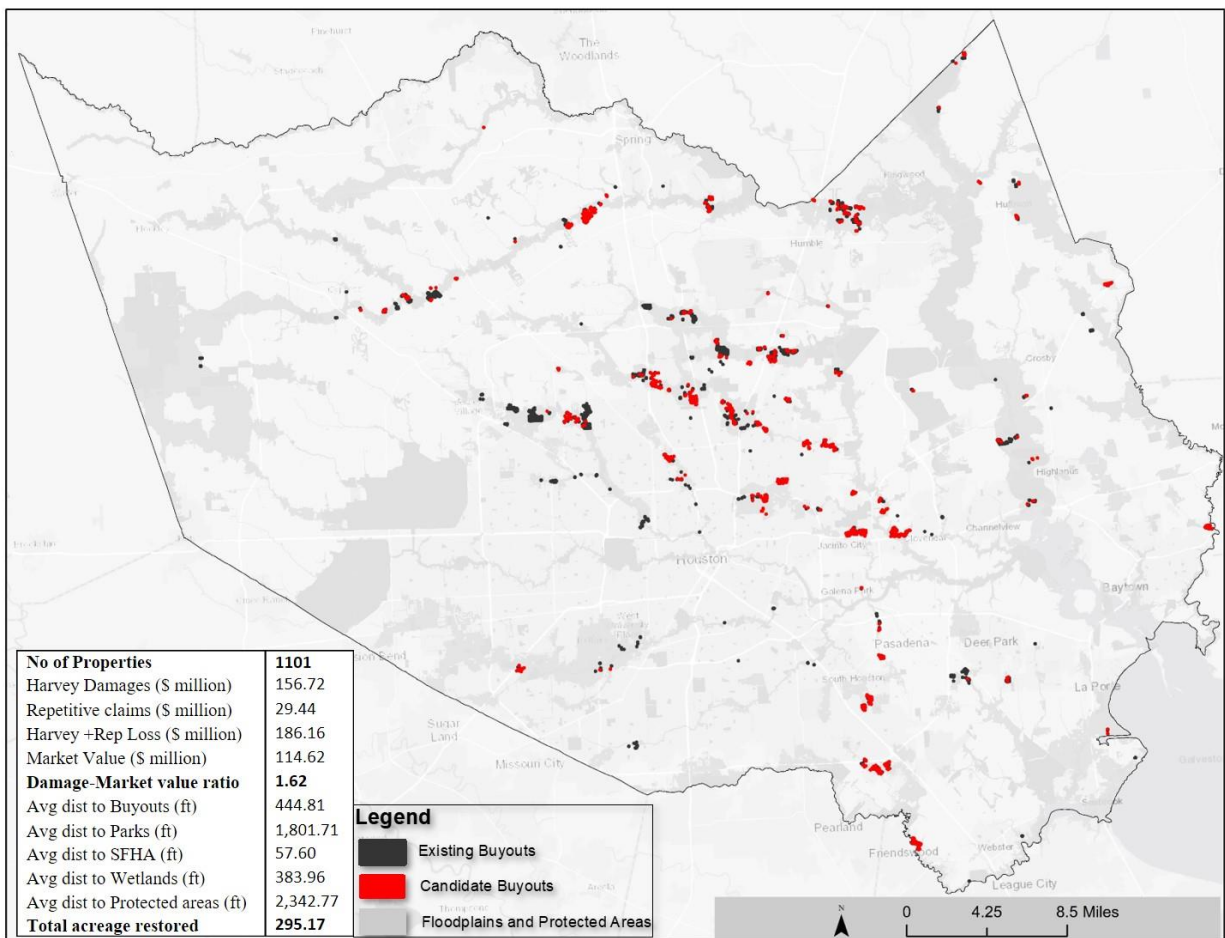 Pinehurst
The
Woodlands
Spring
Kingwood
Humble
Crosby
Highlands
Channelview
Jacinto City
Houston
Galena Park
Baytown
West
Pasadena
Deer Park
South Houston
La Porte
Sugar
Land
Missouri City
Pearland
Friendswood
Webster
League City
No of Properties 1101
Harvey Damages ($ million) 156.72
Repetitive claims ($ million) 29.44
Harvey +Rep Loss ($ million) 186.16
Market Value ($ million) 114.62
Damage-Market value ratio 1.62
Avg dist to Buyouts (ft) 444.81
Avg dist to Parks (ft) 1,801.71
Avg dist to SFHA (ft) 57.60
Avg dist to Wetlands (ft) 383.96
Avg dist to Protected areas (ft) 2,342.77
Total acreage restored 295.17
Legend
Existing Buyouts
Candidate Buyouts
Floodplains and Protected Areas
N
0 4.25 8.5 Miles